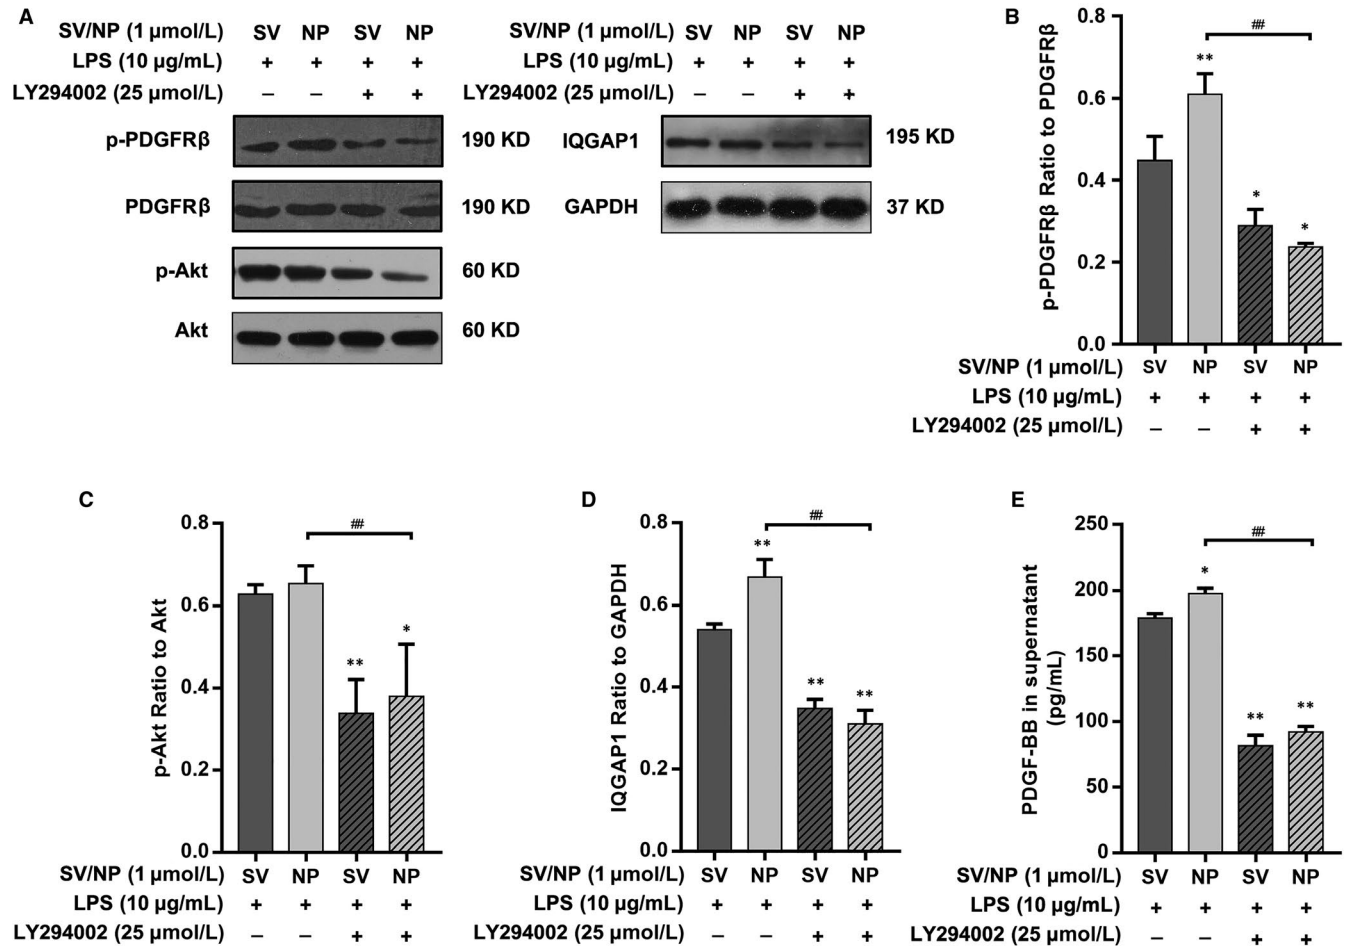 A
SV/NP (1 µmol/L) SV NP SV NP
LPS (10 µg/mL) + + + +
LY294002 (25 µmol/L) – – + +
p-PDGFRβ 190 KD
PDGFRβ 190 KD
p-Akt 60 KD
Akt 60 KD
SV/NP (1 µmol/L) SV NP SV NP
LPS (10 µg/mL) + + + +
LY294002 (25 µmol/L) – – + +
IQGAP1 195 KD
GAPDH 37 KD
B
p-PDGFRβ Ratio to PDGFRβ
0.8
0.6
0.4
0.2
0.0
##
**
*
*
SV/NP (1 µmol/L) SV NP SV NP
LPS (10 µg/mL) + + + +
LY294002 (25 µmol/L) – – + +
C
p-Akt Ratio to Akt
0.8
0.6
0.4
0.2
0.0
##
**
*
SV/NP (1 µmol/L) SV NP SV NP
LPS (10 µg/mL) + + + +
LY294002 (25 µmol/L) – – + +
D
IQGAP1 Ratio to GAPDH
0.8
0.6
0.4
0.2
0.0
##
**
**
**
SV/NP (1 µmol/L) SV NP SV NP
LPS (10 µg/mL) + + + +
LY294002 (25 µmol/L) – – + +
E
PDGF-BB in supernatant
(pg/mL)
250
200
150
100
50
0
##
*
**
**
SV/NP (1 µmol/L) SV NP SV NP
LPS (10 µg/mL) + + + +
LY294002 (25 µmol/L) – – + +